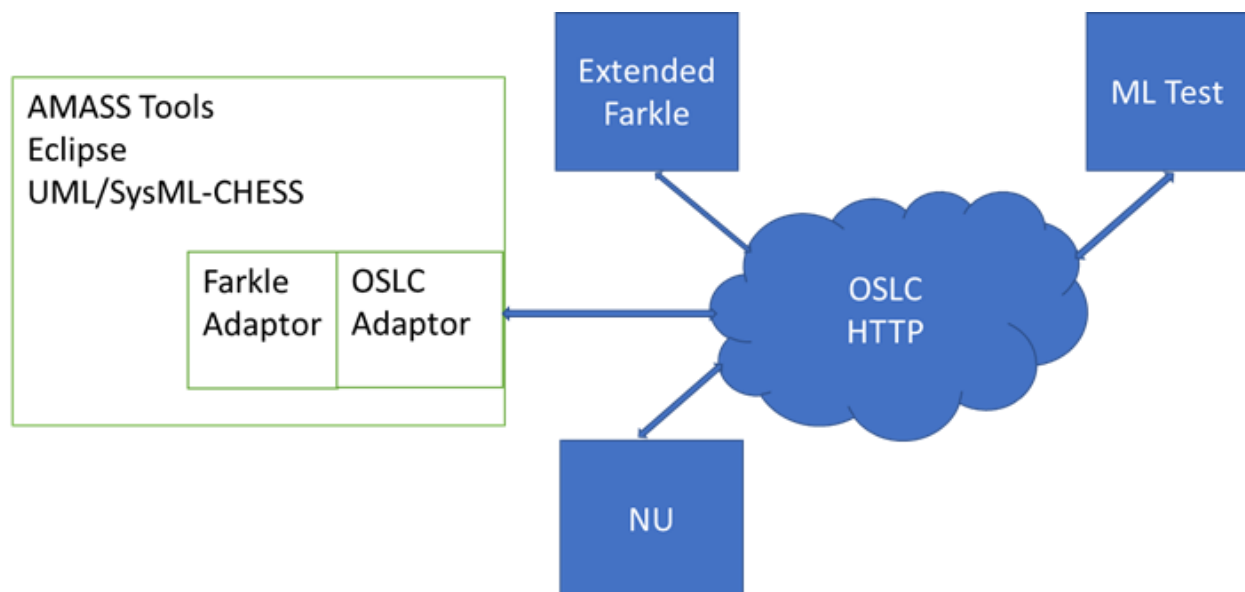 AMASS Tools
Eclipse
UML/SysML-CHESS
Farkle
Adaptor
OSLC
Adaptor
Extended
Farkle
ML Test
OSLC
HTTP
NU